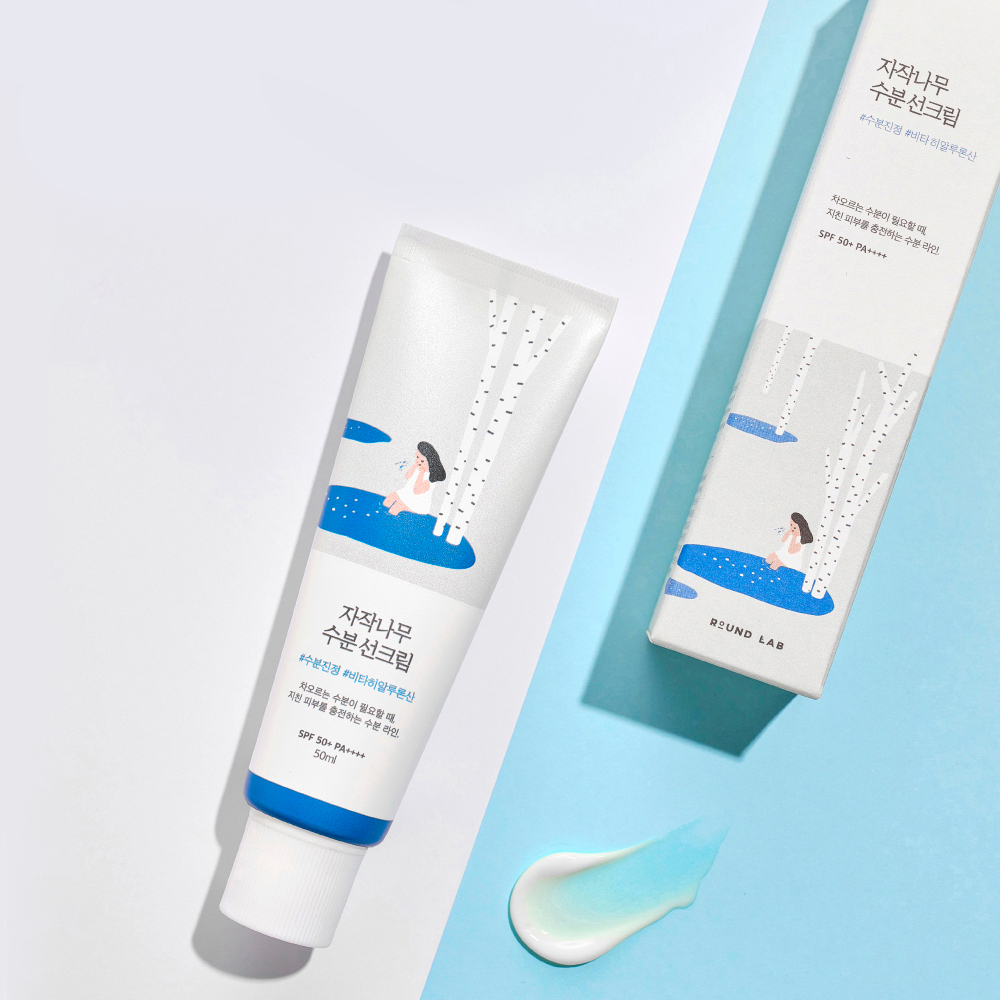 자작나무
수분 선크림
#수분진정 #비타히알루론산
차오르는 수분이 필요할 때,
지친 피부를 충전하는 수분 라인.
SPF 50+ PA++++
50ml
자작나무
수분 선크림
#수분진정 #비타히알루론산
차오르는 수분이 필요할 때,
지친 피부를 충전하는 수분 라인.
SPF 50+ PA++++
ROUND LAB